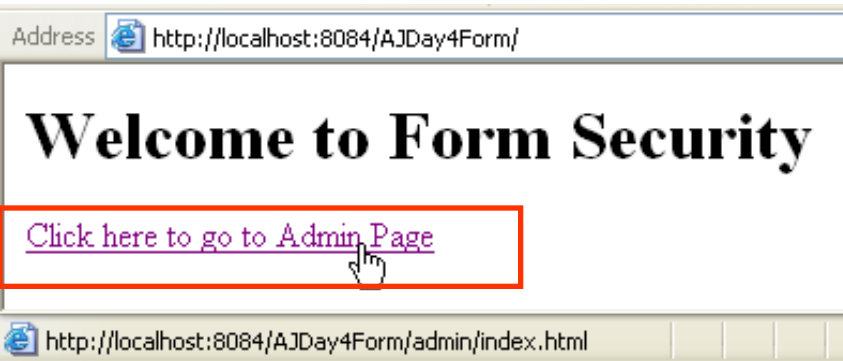 Address http://localhost:8084/AJDay4Form/
Welcome to Form Security
Click here to go to Admin Page
http://localhost:8084/AJDay4Form/admin/index.html